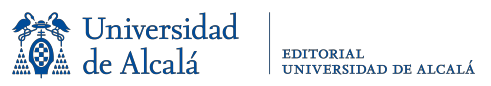 Universidad
de Alcalá
EDITORIAL
UNIVERSIDAD DE ALCALÁ